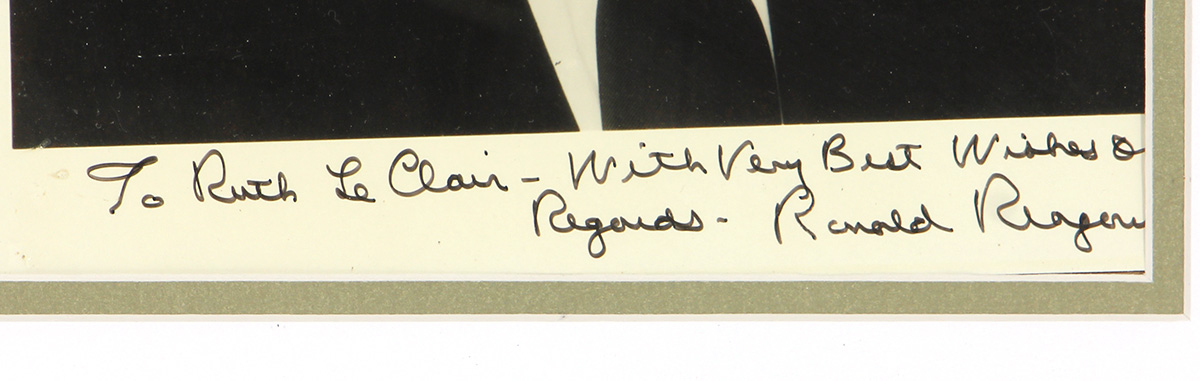 To Ruth Le Clair - With Very Best Wishes &
Regards - Ronald Reagan